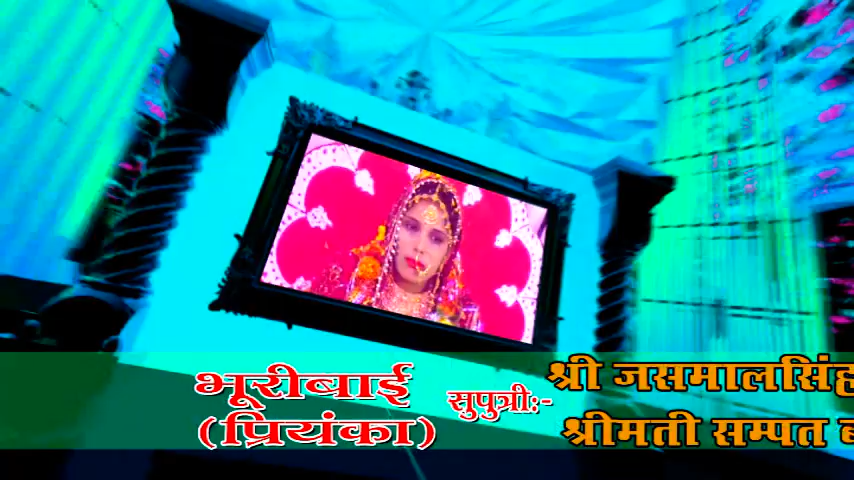 भूरीबाई
(प्रियंका)
सुपुत्री:-
श्री जसमालसिंह
श्रीमती सम्पत